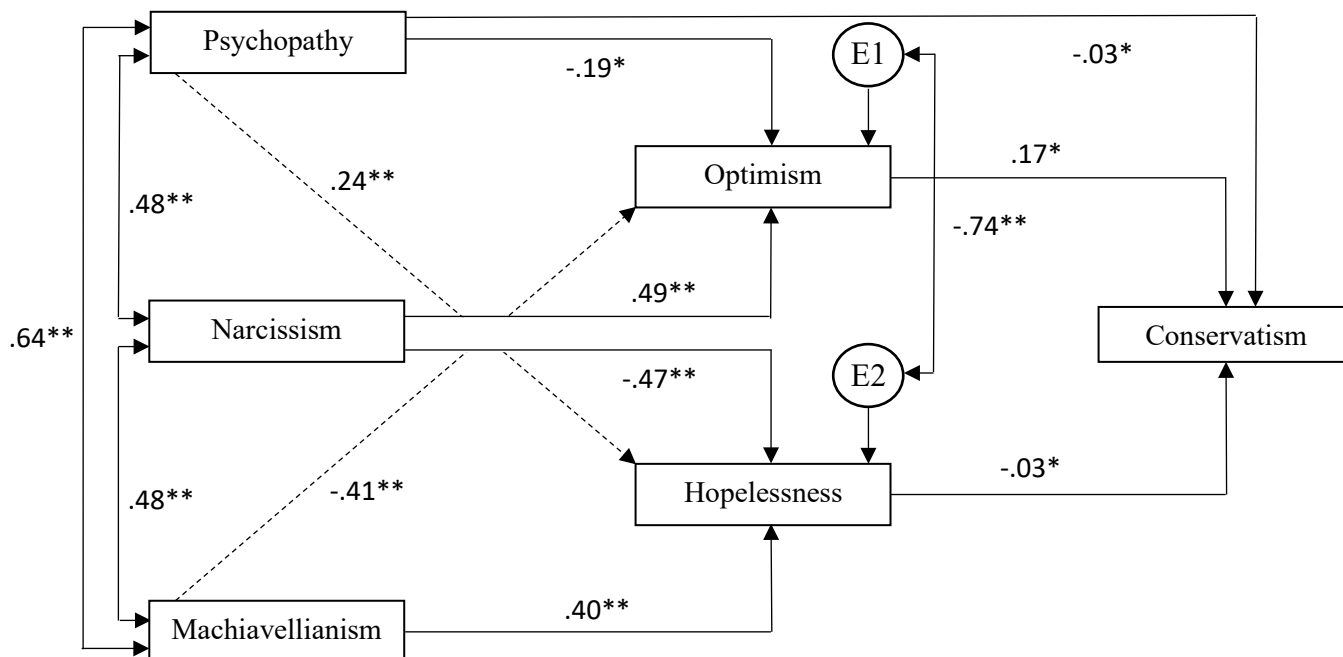 Psychopathy
E1
-.03*
-.19*
.17*
Optimism
.24**
.48**
-.74**
.49**
Narcissism
.64**
Conservatism
-.47**
E2
.48**
-.41**
Hopelessness
-.03*
.40**
Machiavellianism